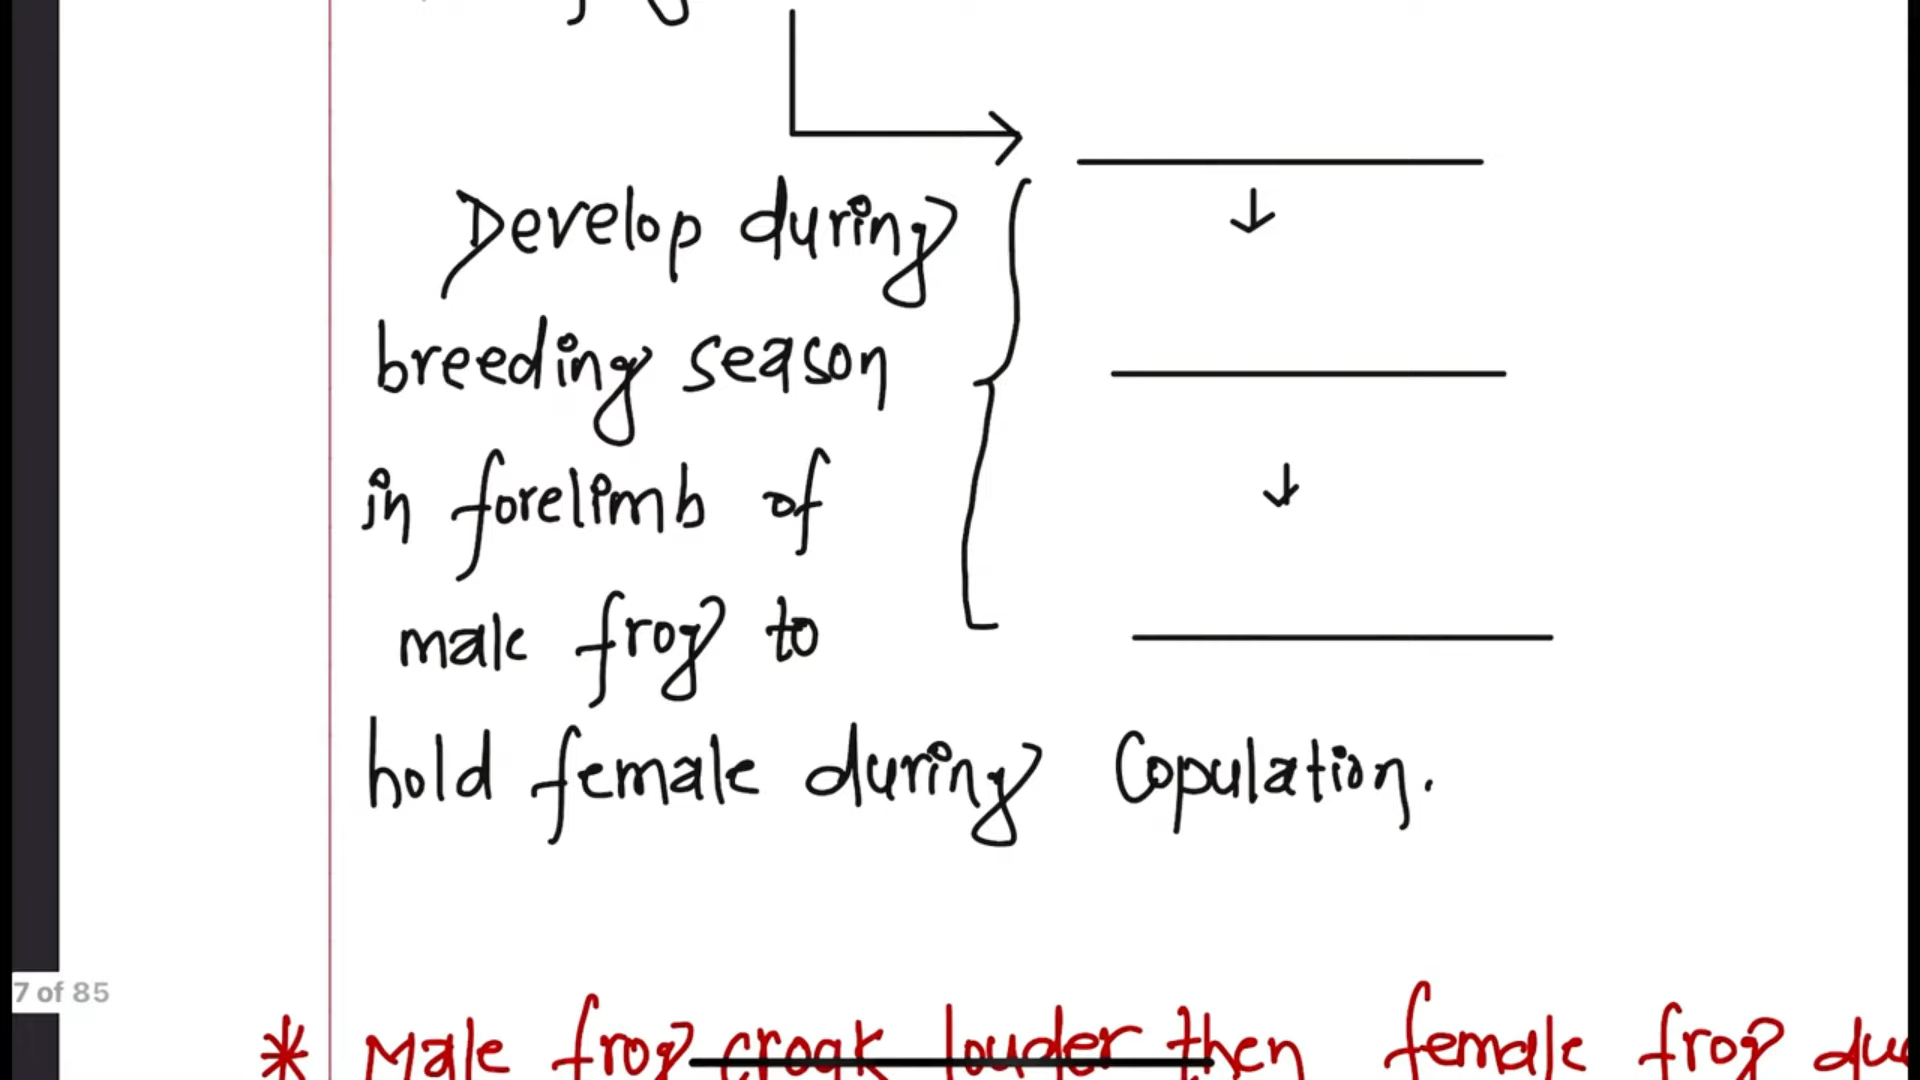 Develop during
breeding season
in forelimb of
male frog to
hold female during Copulation.
7 of 85
* Male frog croak louder then female frog du